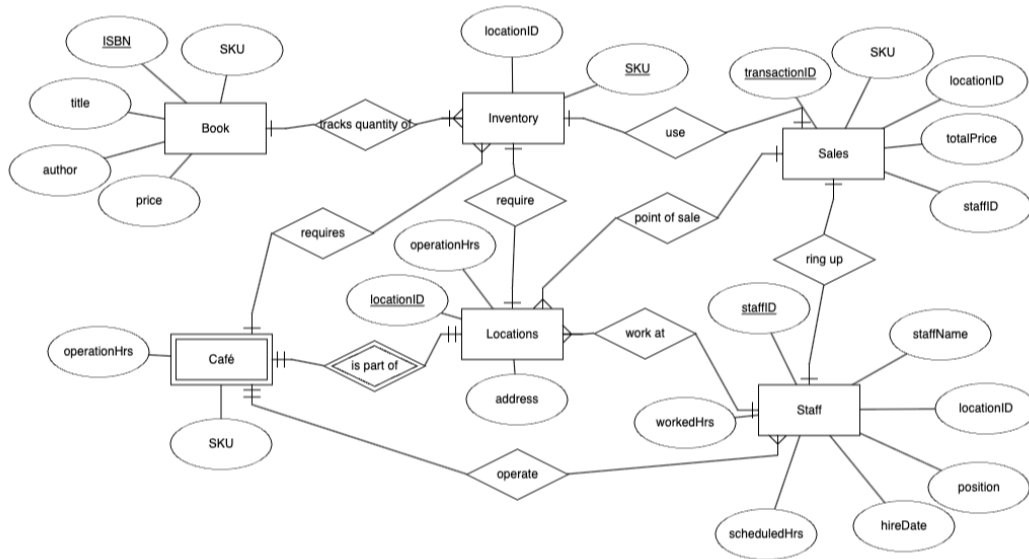 locationID
ISBN
SKU
SKU
transactionID
SKU
locationID
title
Book
tracks quantity of
Inventory
use
Sales
totalPrice
author
price
staffID
require
requires
point of sale
operationHrs
ring up
locationID
staffID
Locations
work at
staffName
operationHrs
Café
is part of
address
workedHrs
Staff
locationID
SKU
operate
position
scheduledHrs
hireDate